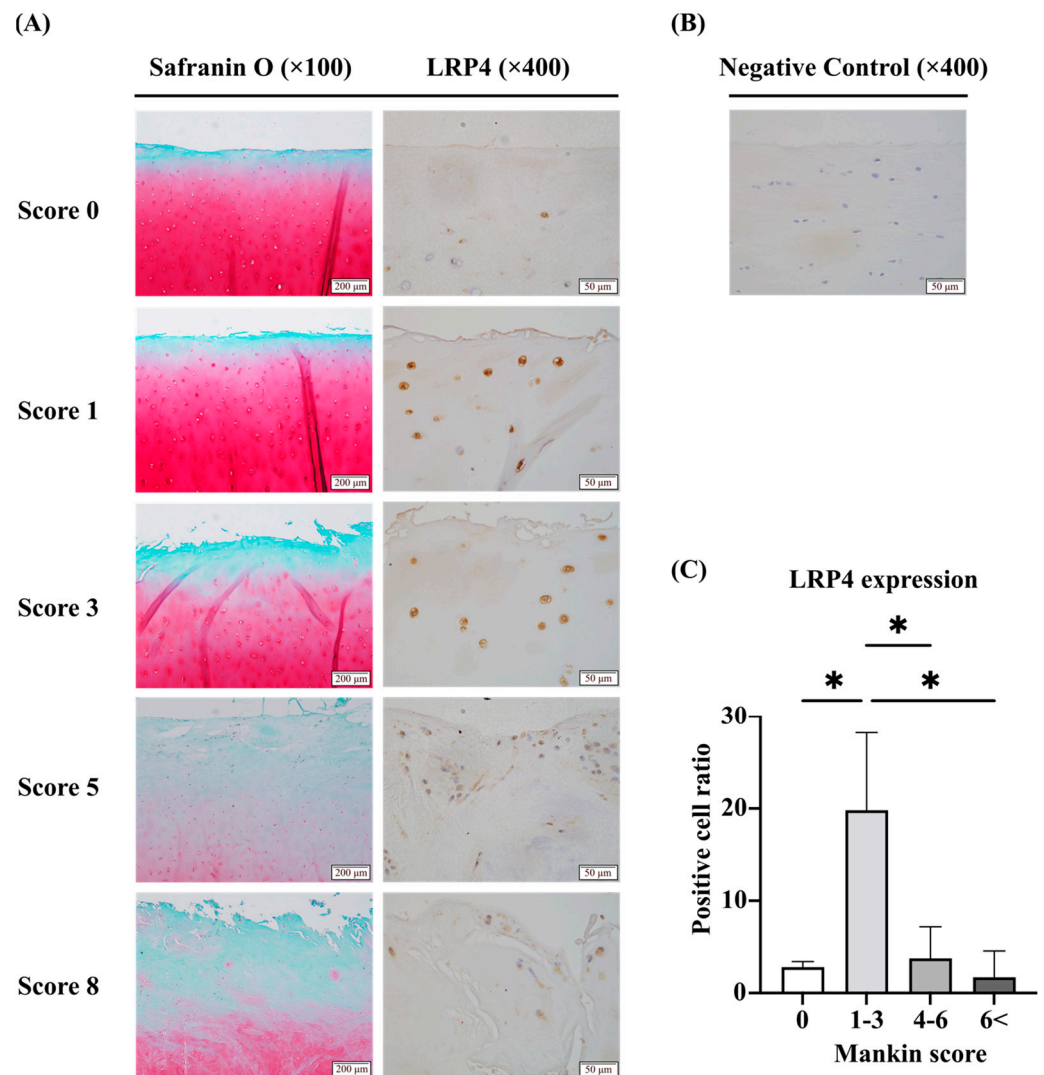 (A)
Safranin O (×100) LRP4 (×400)
Score 0
200 μm
50 μm
Score 1
200 μm
50 μm
Score 3
200 μm
50 μm
Score 5
200 μm
50 μm
Score 8
200 μm
50 μm
(B)
Negative Control (×400)
50 μm
(C)
LRP4 expression
*
* *
30
20
10
0
Positive cell ratio
0 1-3 4-6 6<
Mankin score